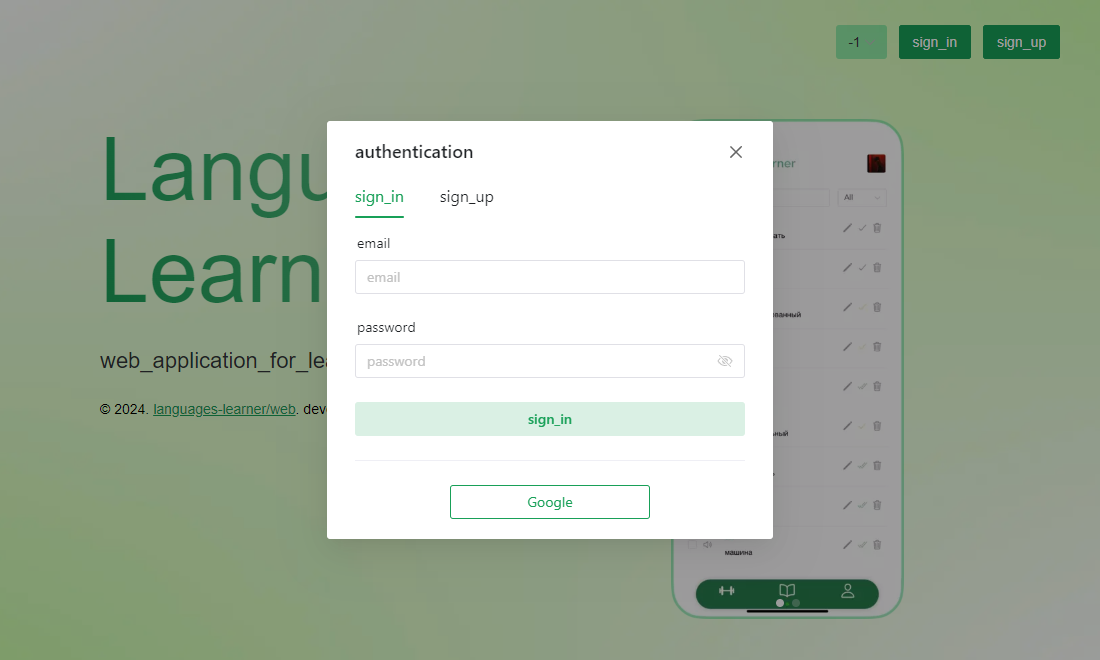 -1
sign_in
sign_up
authentication
sign_in
sign_up
email
email
password
password
sign_in
Google
Langu
Learn
web_application_for_le
© 2024. languages-learner/web. dev
rner
All
ать
ванный
ный
машина